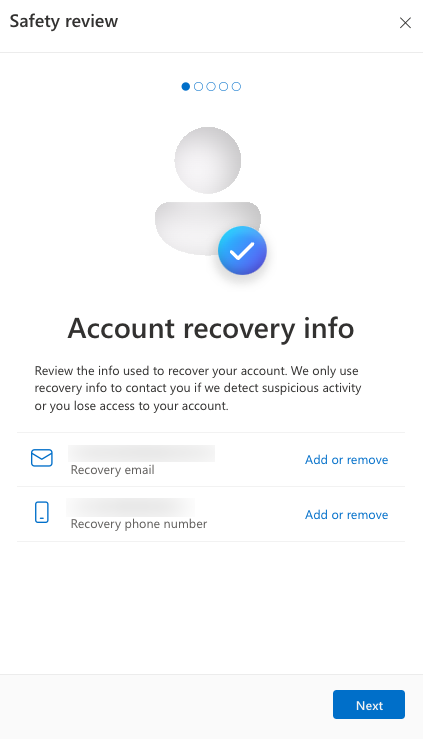 Safety review
Account recovery info
Review the info used to recover your account. We only use
recovery info to contact you if we detect suspicious activity
or you lose access to your account.
Recovery email
Add or remove
Recovery phone number
Add or remove
Next